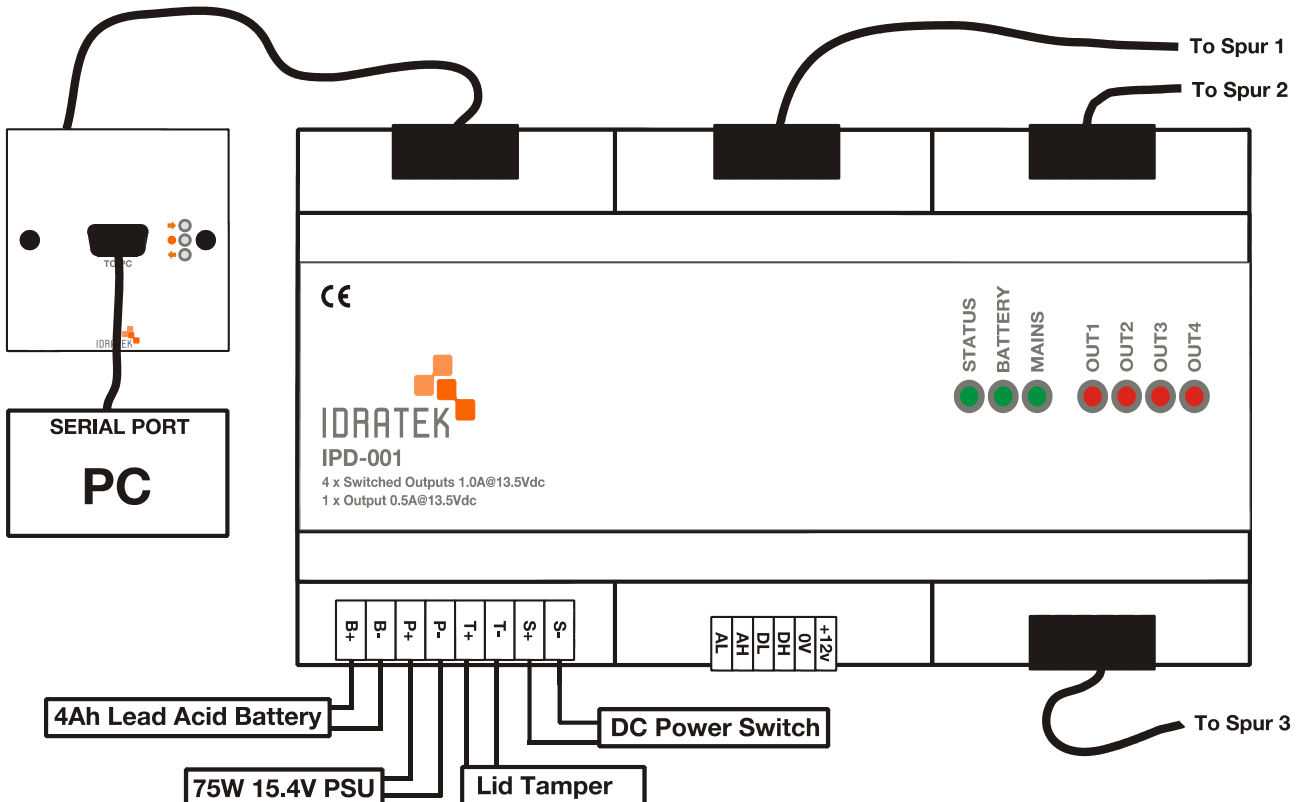 To Spur 1
To Spur 2
TO PC
IDRATEK
SERIAL PORT
PC
CE
STATUS
BATTERY
MAINS
OUT1
OUT2
OUT3
OUT4
IDRATEK
IPD-001
4 x Switched Outputs 1.0A@13.5Vdc
1 x Output 0.5A@13.5Vdc
B+
B-
P+
P-
T+
T-
S+
S-
AL
AH
DL
DH
0V
+12v
4Ah Lead Acid Battery
DC Power Switch
To Spur 3
75W 15.4V PSU
Lid Tamper